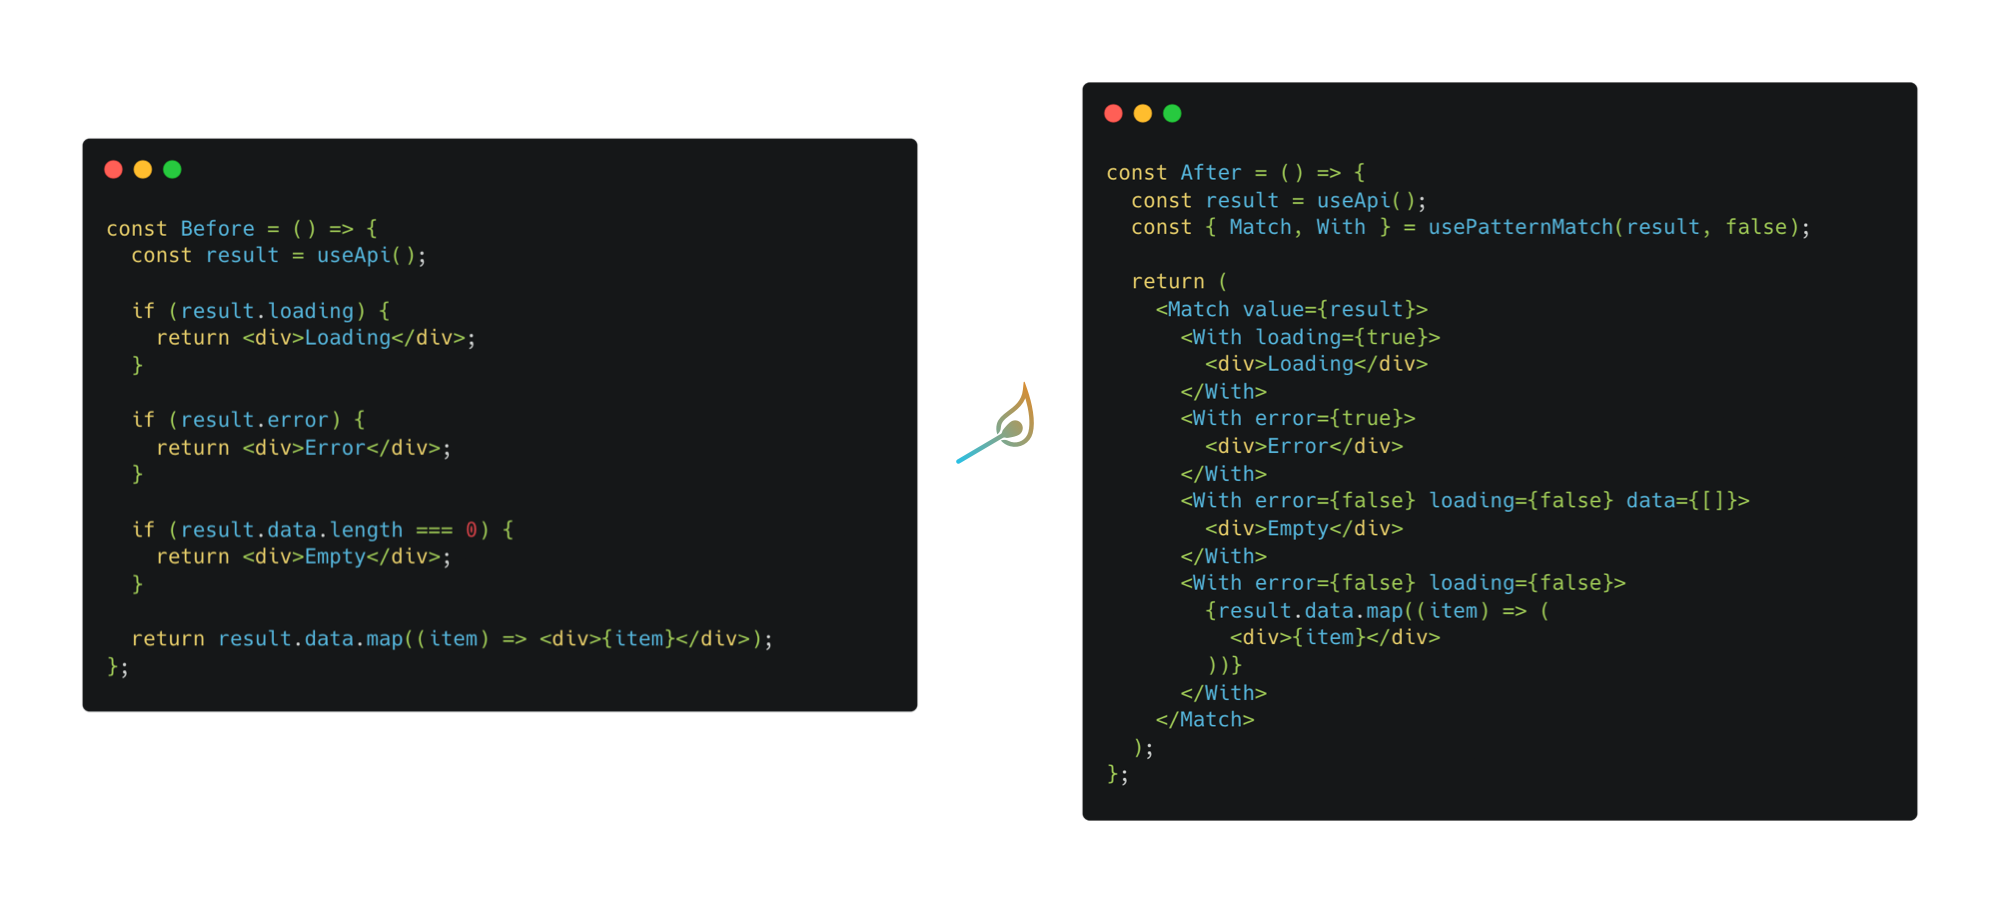 const Before = () => {
  const result = useApi();

  if (result.loading) {
    return <div>Loading</div>;
  }

  if (result.error) {
    return <div>Error</div>;
  }

  if (result.data.length === 0) {
    return <div>Empty</div>;
  }

  return result.data.map((item) => <div>{item}</div>);
};

const After = () => {
  const result = useApi();
  const { Match, With } = usePatternMatch(result, false);

  return (
    <Match value={result}>
      <With loading={true}>
        <div>Loading</div>
      </With>
      <With error={true}>
        <div>Error</div>
      </With>
      <With error={false} loading={false} data={[]}>
        <div>Empty</div>
      </With>
      <With error={false} loading={false}>
        {result.data.map((item) => (
          <div>{item}</div>
        ))}
      </With>
    </Match>
  );
};